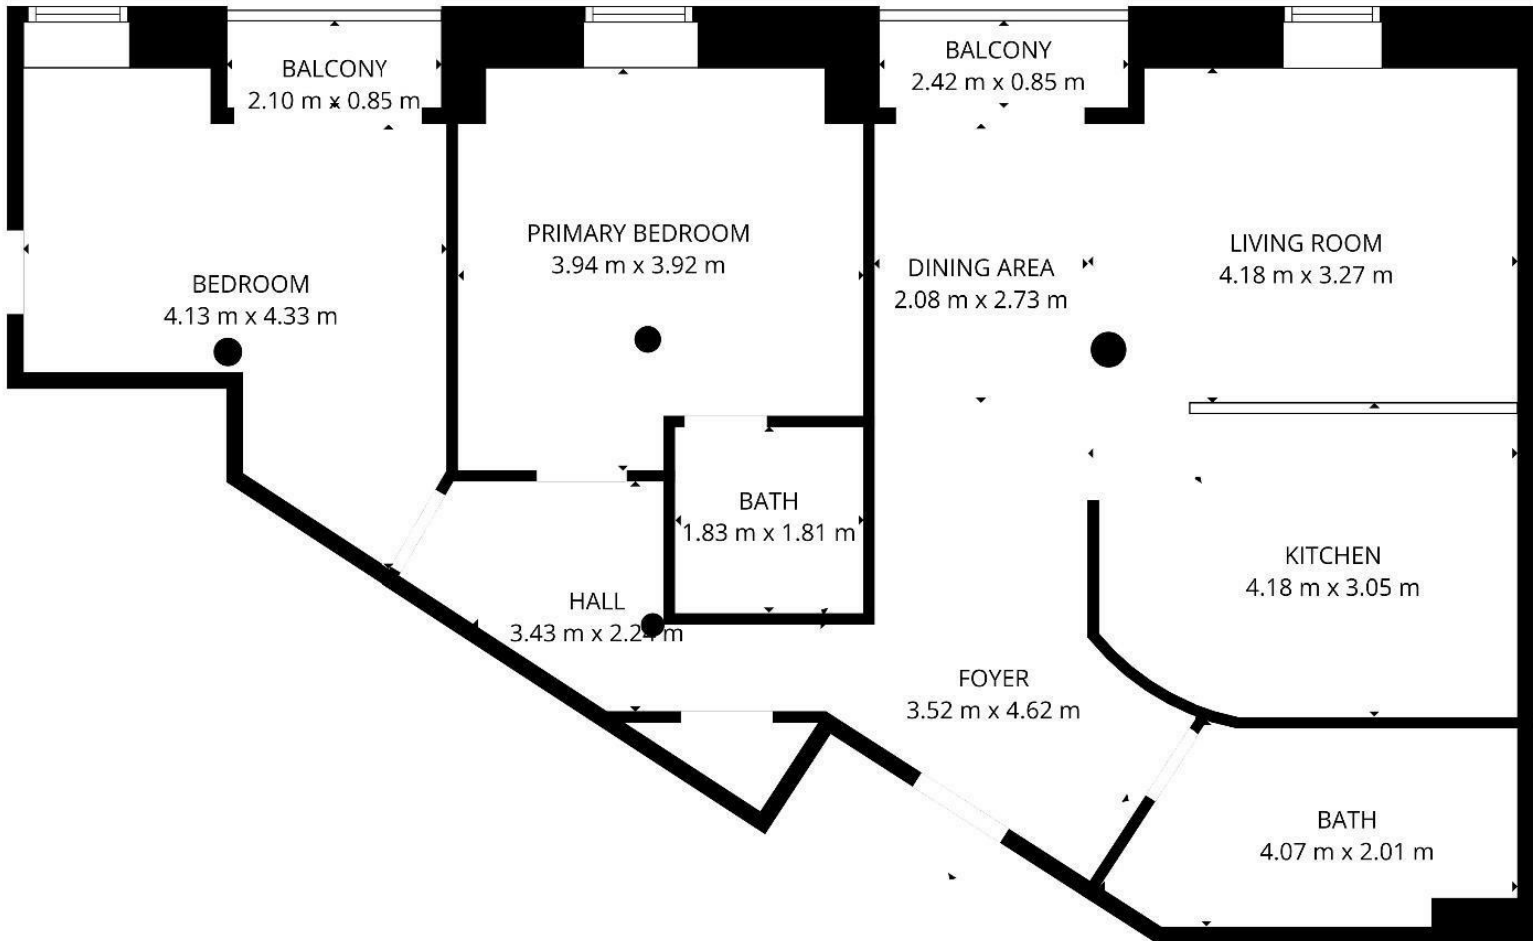 BALCONY
2.10 m x 0.85 m
BALCONY
2.42 m x 0.85 m
PRIMARY BEDROOM
3.94 m x 3.92 m
LIVING ROOM
4.18 m x 3.27 m
DINING AREA
2.08 m x 2.73 m
BEDROOM
4.13 m x 4.33 m
BATH
1.83 m x 1.81 m
KITCHEN
4.18 m x 3.05 m
HALL
3.43 m x 2.24 m
FOYER
3.52 m x 4.62 m
BATH
4.07 m x 2.01 m